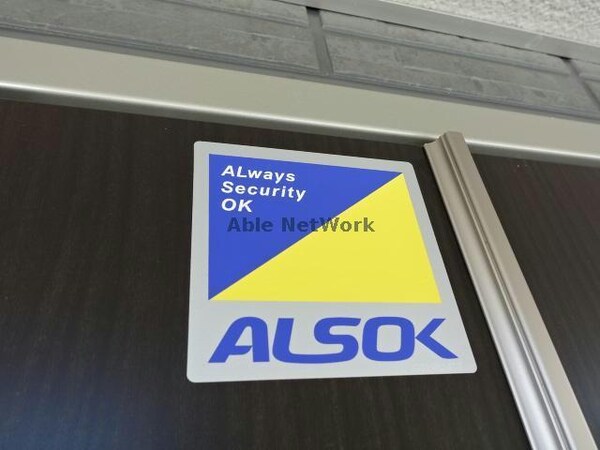 ALways
Security
OK
Able NetWork
ALSOK